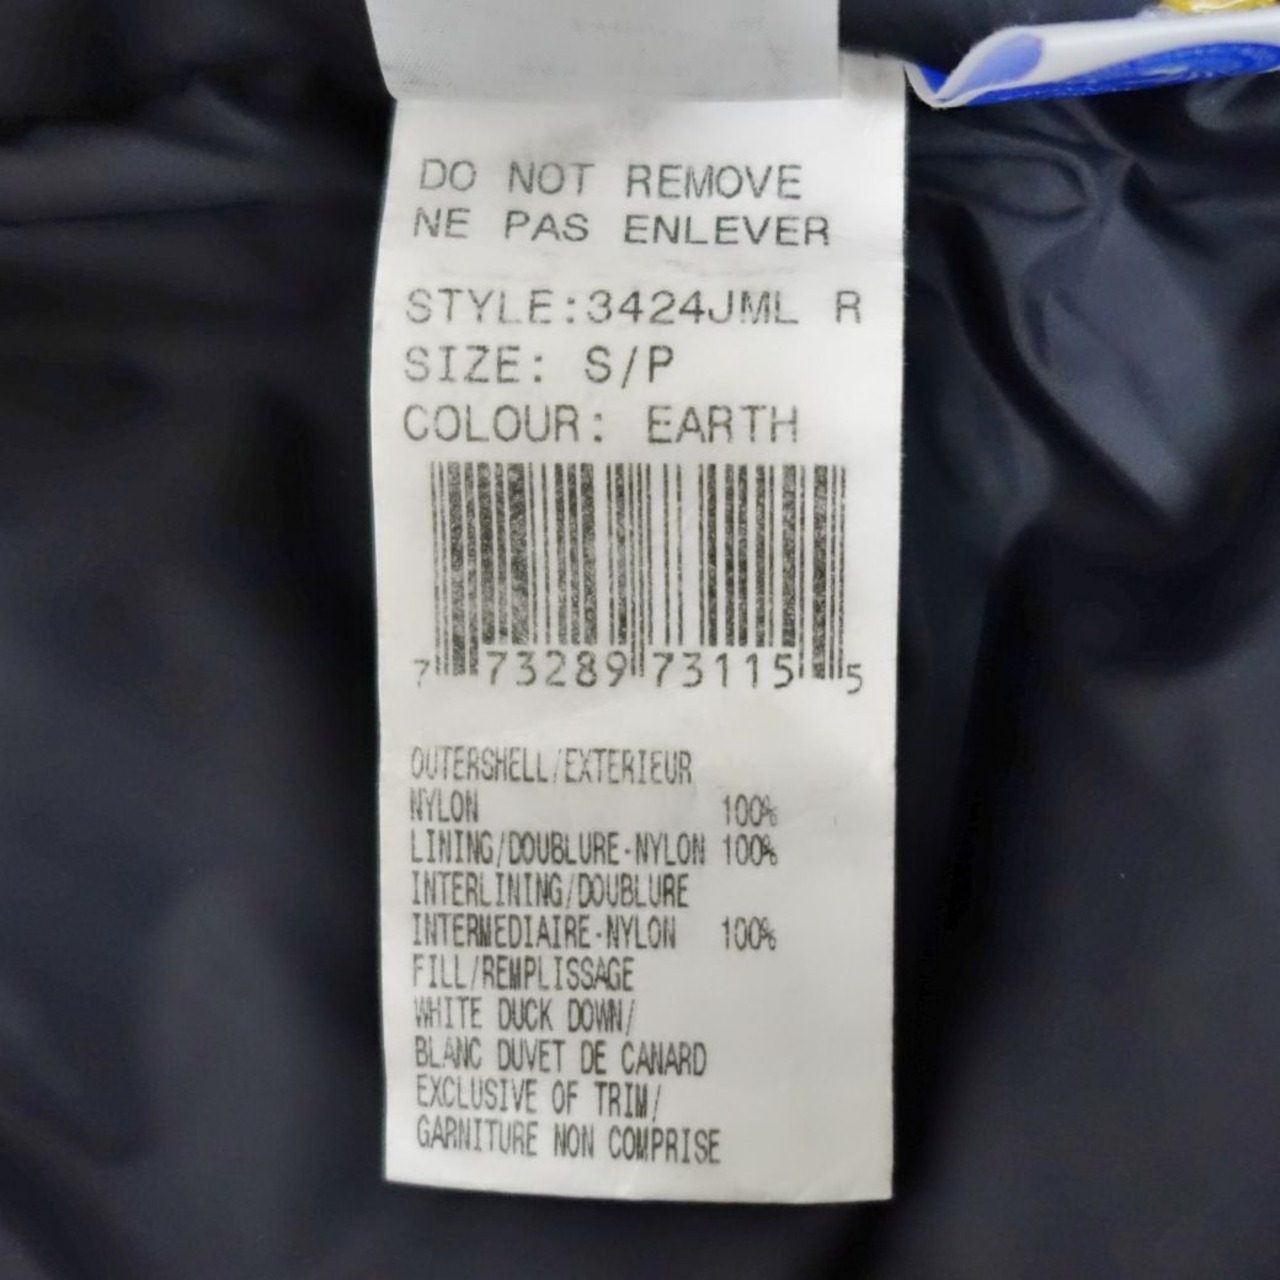 DO NOT REMOVE
NE PAS ENLEVER
STYLE:3424JML R
SIZE: S/P
COLOUR: EARTH
7 73289 73115 5
OUTERSHELL/EXTERIEUR
NYLON 100%
LINING/DOUBLURE-NYLON 100%
INTERLINING/DOUBLURE
INTERMEDIAIRE-NYLON 100%
FILL/REMPLISSAGE
WHITE DUCK DOWN/
BLANC DUVET DE CANARD
EXCLUSIVE OF TRIM/
GARNITURE NON COMPRISE